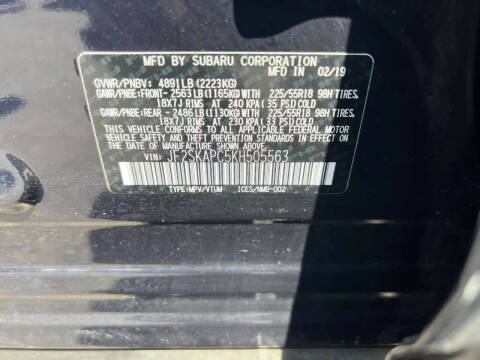 MFD. BY SUBARU CORPORATION
MFD. IN 02/19
GVWR/PNBV: 4891LB (2223KG)
GAWR/PNBE: FRONT- 2563 LB (1165KG) WITH 225/55R18 98H TIRES,
18X7J RIMS AT 240 KPA (35 PSI) COLD
GAWR/PNBE: REAR - 2486 LB (1130KG) WITH 225/55R18 98H TIRES,
18X7J RIMS AT 230 KPA (33 PSI) COLD
THIS VEHICLE CONFORMS TO ALL APPLICABLE FEDERAL MOTOR
VEHICLE SAFETY AND THEFT PREVENTION STANDARDS IN EFFECT
ON THE DATE OF MANUFACTURE SHOWN ABOVE.
VIN: JF2SKAPC5KH505563
TYPE: MPV/VTUM ICES/NMB-002